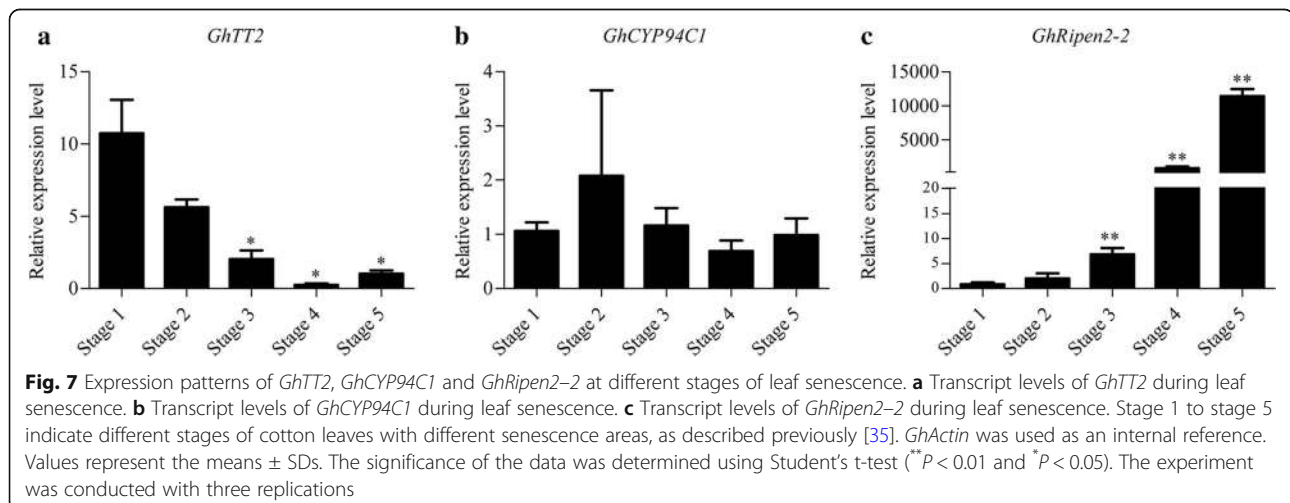 a GhTT2
Relative expression level
15
10
5
0
Stage 1 Stage 2 Stage 3 Stage 4 Stage 5
* * *
b GhCYP94C1
Relative expression level
4
3
2
1
0
Stage 1 Stage 2 Stage 3 Stage 4 Stage 5
c GhRipen2-2
Relative expression level
15000
10000
5000
20
15
10
5
0
Stage 1 Stage 2 Stage 3 Stage 4 Stage 5
** ** **
Fig. 7 Expression patterns of GhTT2, GhCYP94C1 and GhRipen2–2 at different stages of leaf senescence. a Transcript levels of GhTT2 during leaf
senescence. b Transcript levels of GhCYP94C1 during leaf senescence. c Transcript levels of GhRipen2–2 during leaf senescence. Stage 1 to stage 5
indicate different stages of cotton leaves with different senescence areas, as described previously [35]. GhActin was used as an internal reference.
Values represent the means ± SDs. The significance of the data was determined using Student's t-test (**P < 0.01 and *P < 0.05). The experiment
was conducted with three replications